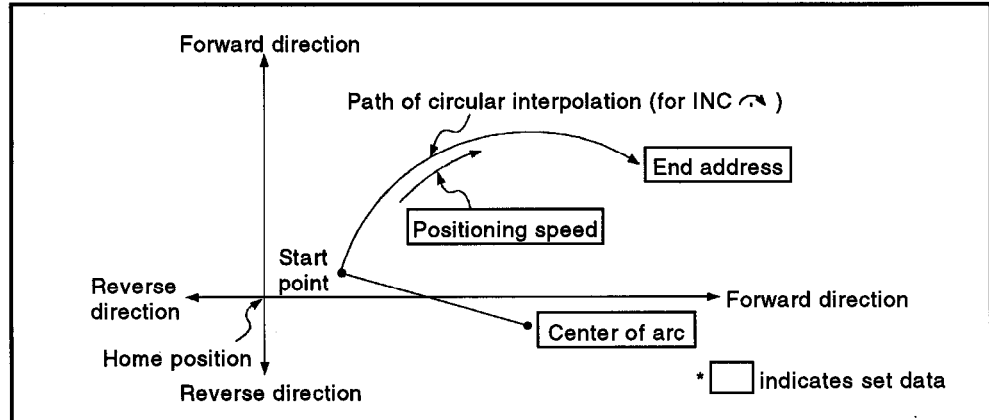 Forward direction
Path of circular interpolation (for INC )
End address
Positioning speed
Start
point
Reverse
direction
Forward direction
Center of arc
Home position
Reverse direction
* indicates set data